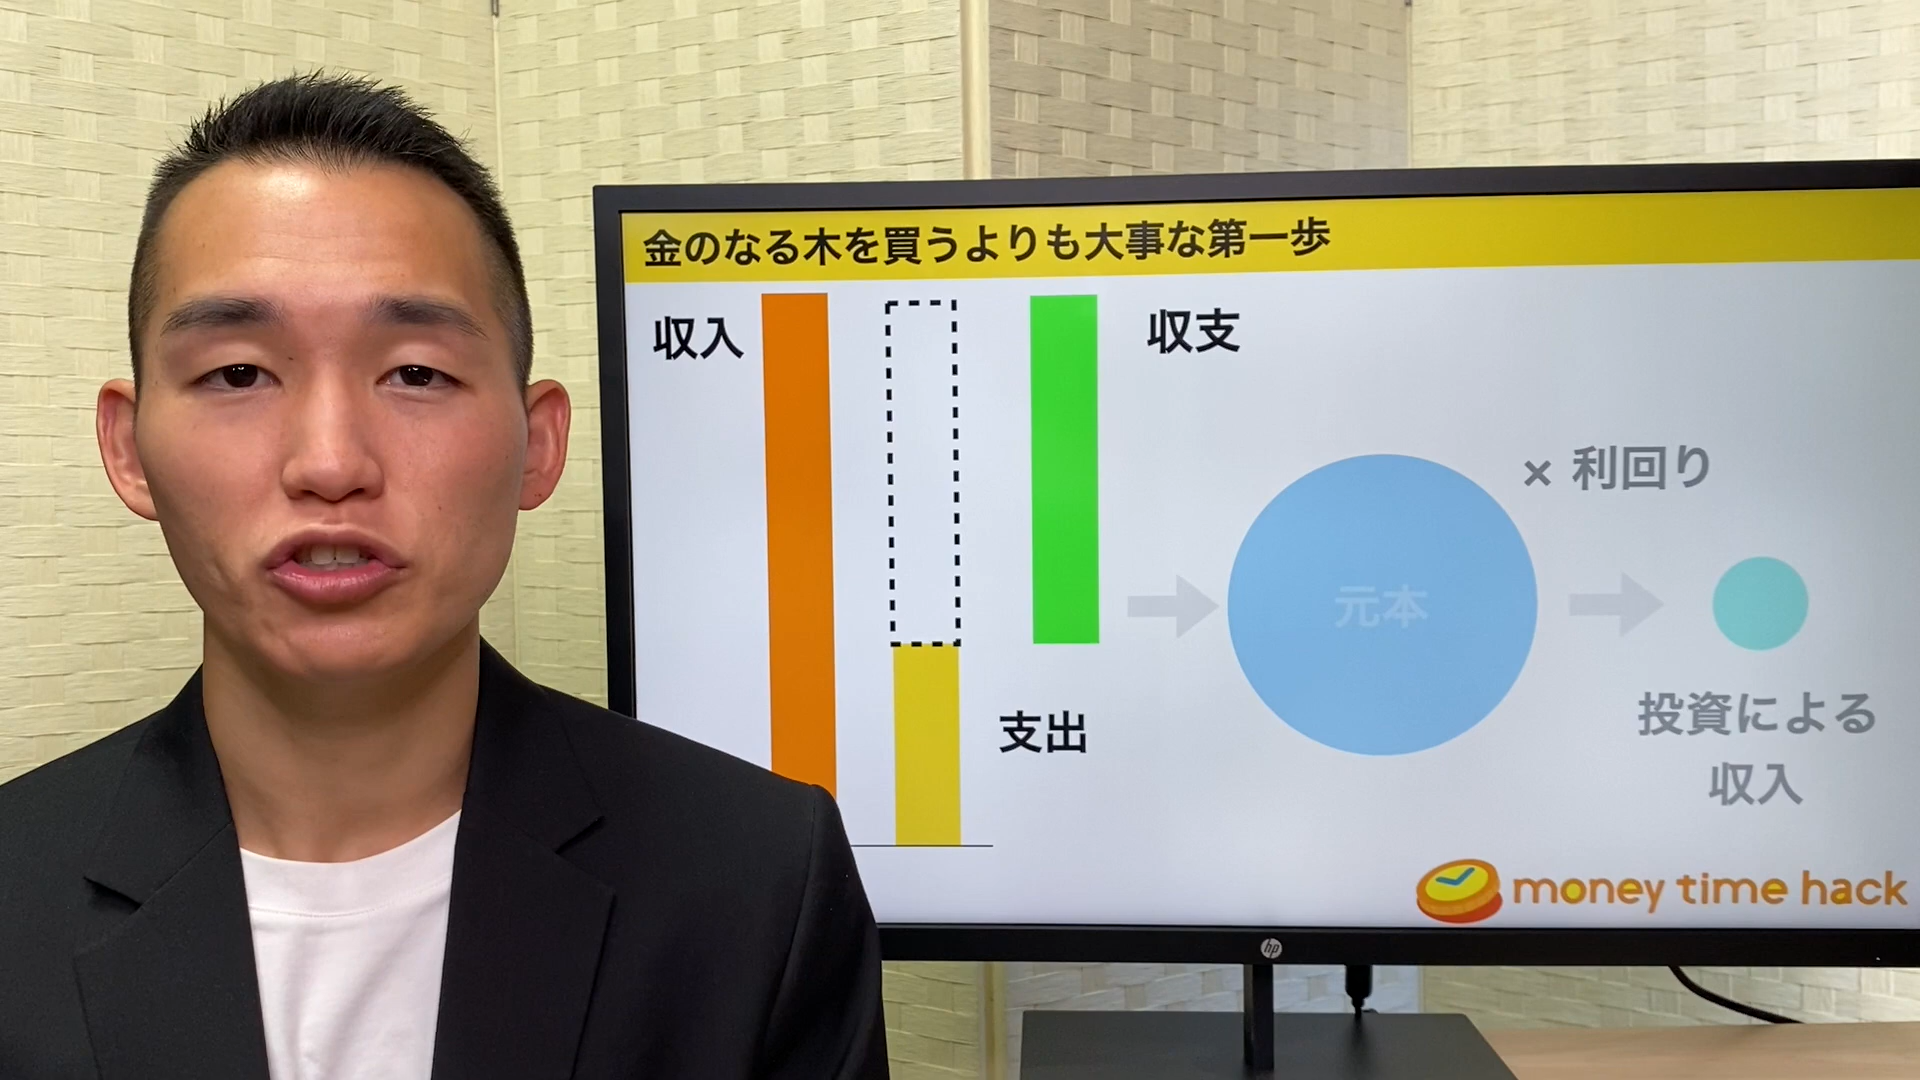 金のなる木を買うよりも大事な第一歩
収入
収支
支出
元本
× 利回り
投資による
収入
money time hack
hp